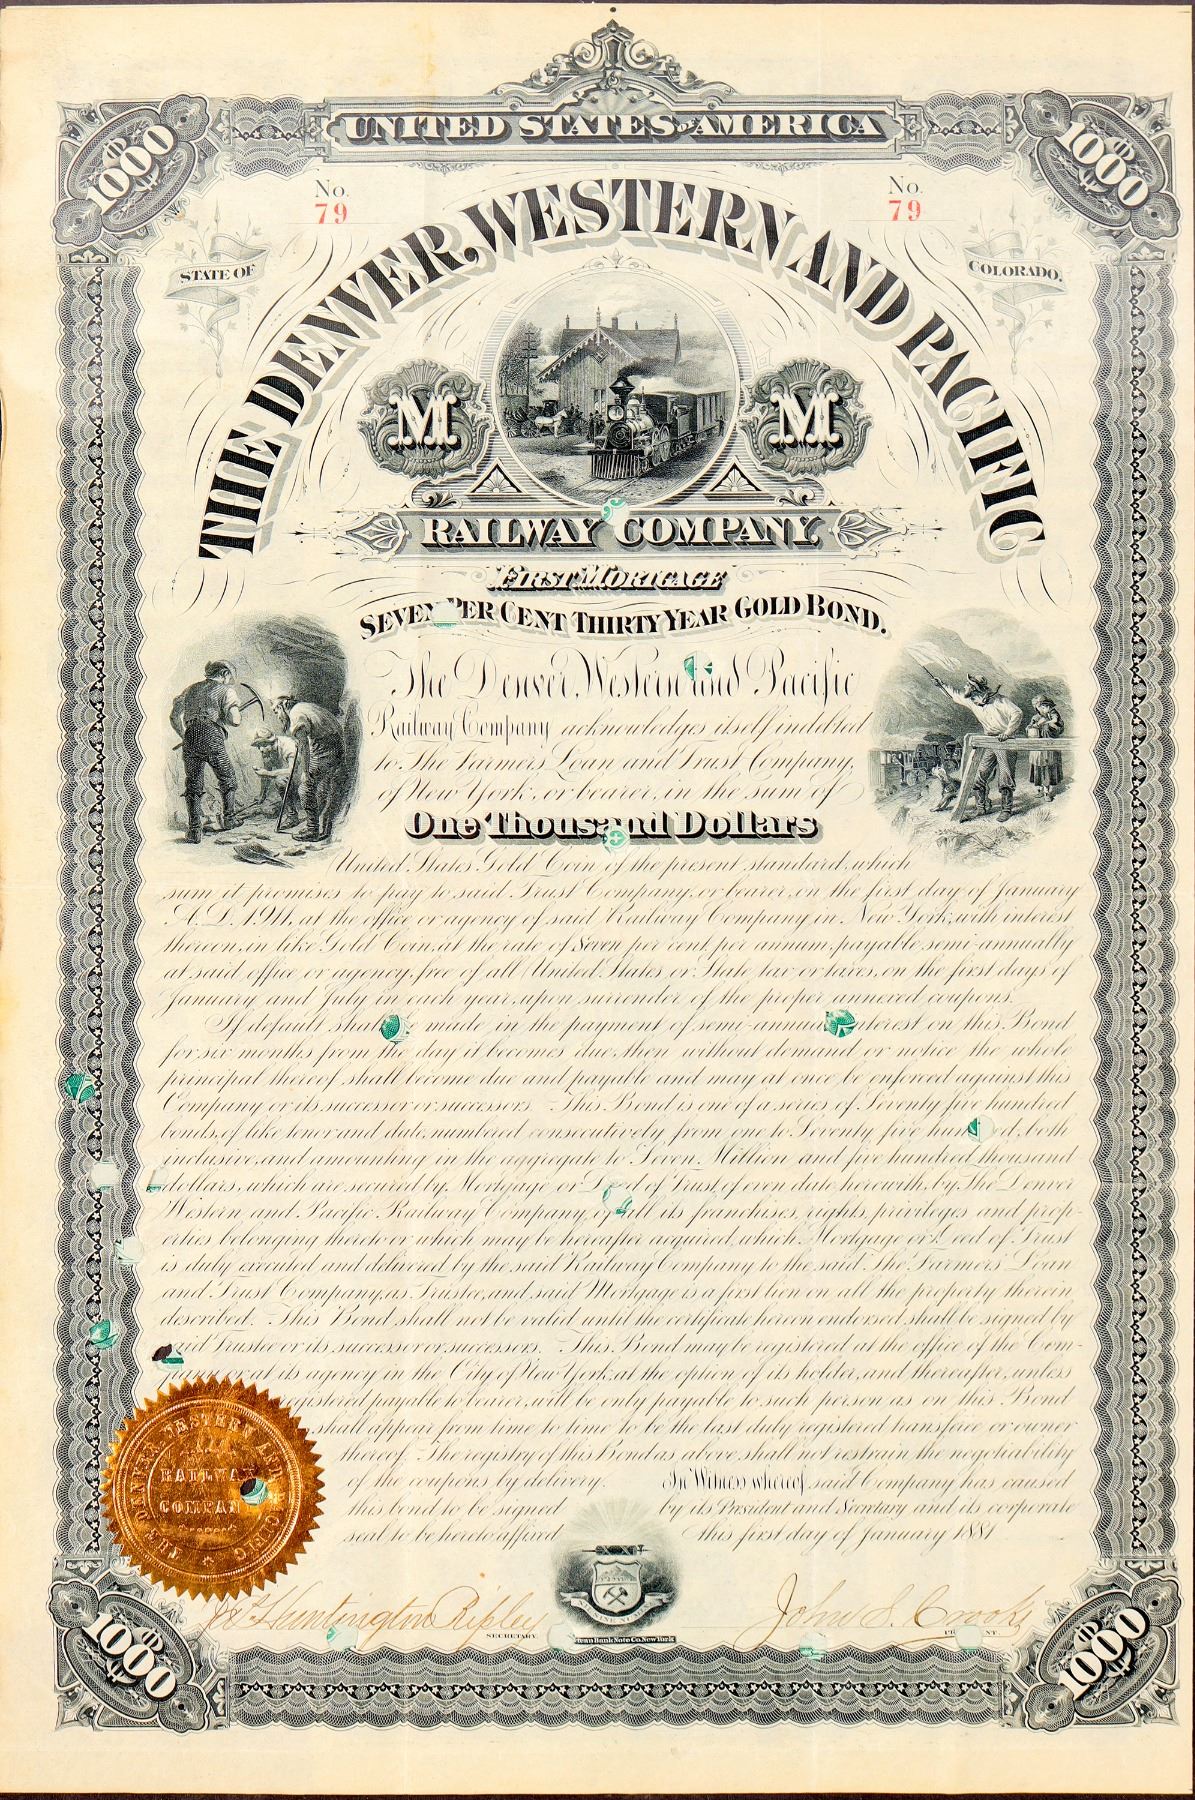 1000
UNITED STATES OF AMERICA
1000
No.
79
No.
79
STATE OF
COLORADO.
THE DENVER, WESTERN AND PACIFIC
M
M
RAILWAY COMPANY
FIRST MORTGAGE
SEVEN PER CENT THIRTY YEAR GOLD BOND.
The Denver, Western and Pacific
Railway Company acknowledges itself indebted
to The Farmers' Loan and Trust Company,
of New York, or bearer, in the sum of
One Thousand Dollars
United States Gold Coin of the present standard, which
sum it promises to pay to said Trust Company, or bearer, on the first day of January
A.D. 1911, at the office or agency of said Railway Company, in New York, with interest
thereon, in like Gold Coin, at the rate of Seven per cent. per annum, payable semi-annually
at said office or agency, free of all United States or State tax or taxes, on the first days of
January and July in each year, upon surrender of the proper annexed coupons.
If default shall made in the payment of semi-annual interest on this Bond
for six months from the day it becomes due, then without demand or notice the whole
principal thereof shall become due and payable and may at once be enforced against this
Company or its successor or successors. This Bond is one of a series of Seventy five hundred
bonds, of like tenor and date, numbered consecutively from one to Seventy five hundred, both
inclusive, and amounting in the aggregate to Seven Million and five hundred thousand
dollars, which are secured by Mortgage or Deed of Trust, of even date herewith, by The Denver
Western and Pacific Railway Company, of all its franchises, rights, privileges, and prop-
erties belonging thereto or which may be hereafter acquired, which Mortgage or Deed of Trust
is duly executed and delivered by the said Railway Company to the said The Farmers' Loan
and Trust Company, as Trustee, and said Mortgage is a first lien on all the property therein
described. This Bond shall not be valid until the certificate hereon endorsed shall be signed by
said Trustee or its successor or successors. This Bond may be registered at the office of the Com-
pany or at its agency in the City of New York, at the option of its holder, and thereafter, unless
registered payable to bearer, will be only payable to such person as on this Bond
shall appear from time to time to be the last duly registered transferee or owner
thereof. The registry of this Bond as above, shall not restrain the negotiability
of the coupons by delivery. In Witness whereof said Company has caused
this bond to be signed by its President and Secretary and its corporate
seal to be hereto affixed this first day of January 1881
THE DENVER WESTERN AND PACIFIC
RAILWAY
COMPANY
Huntington Ripley
SECRETARY.
NIL SINE NUMINE
Bank Note Co. New York
John S. Crooks
1000
1000